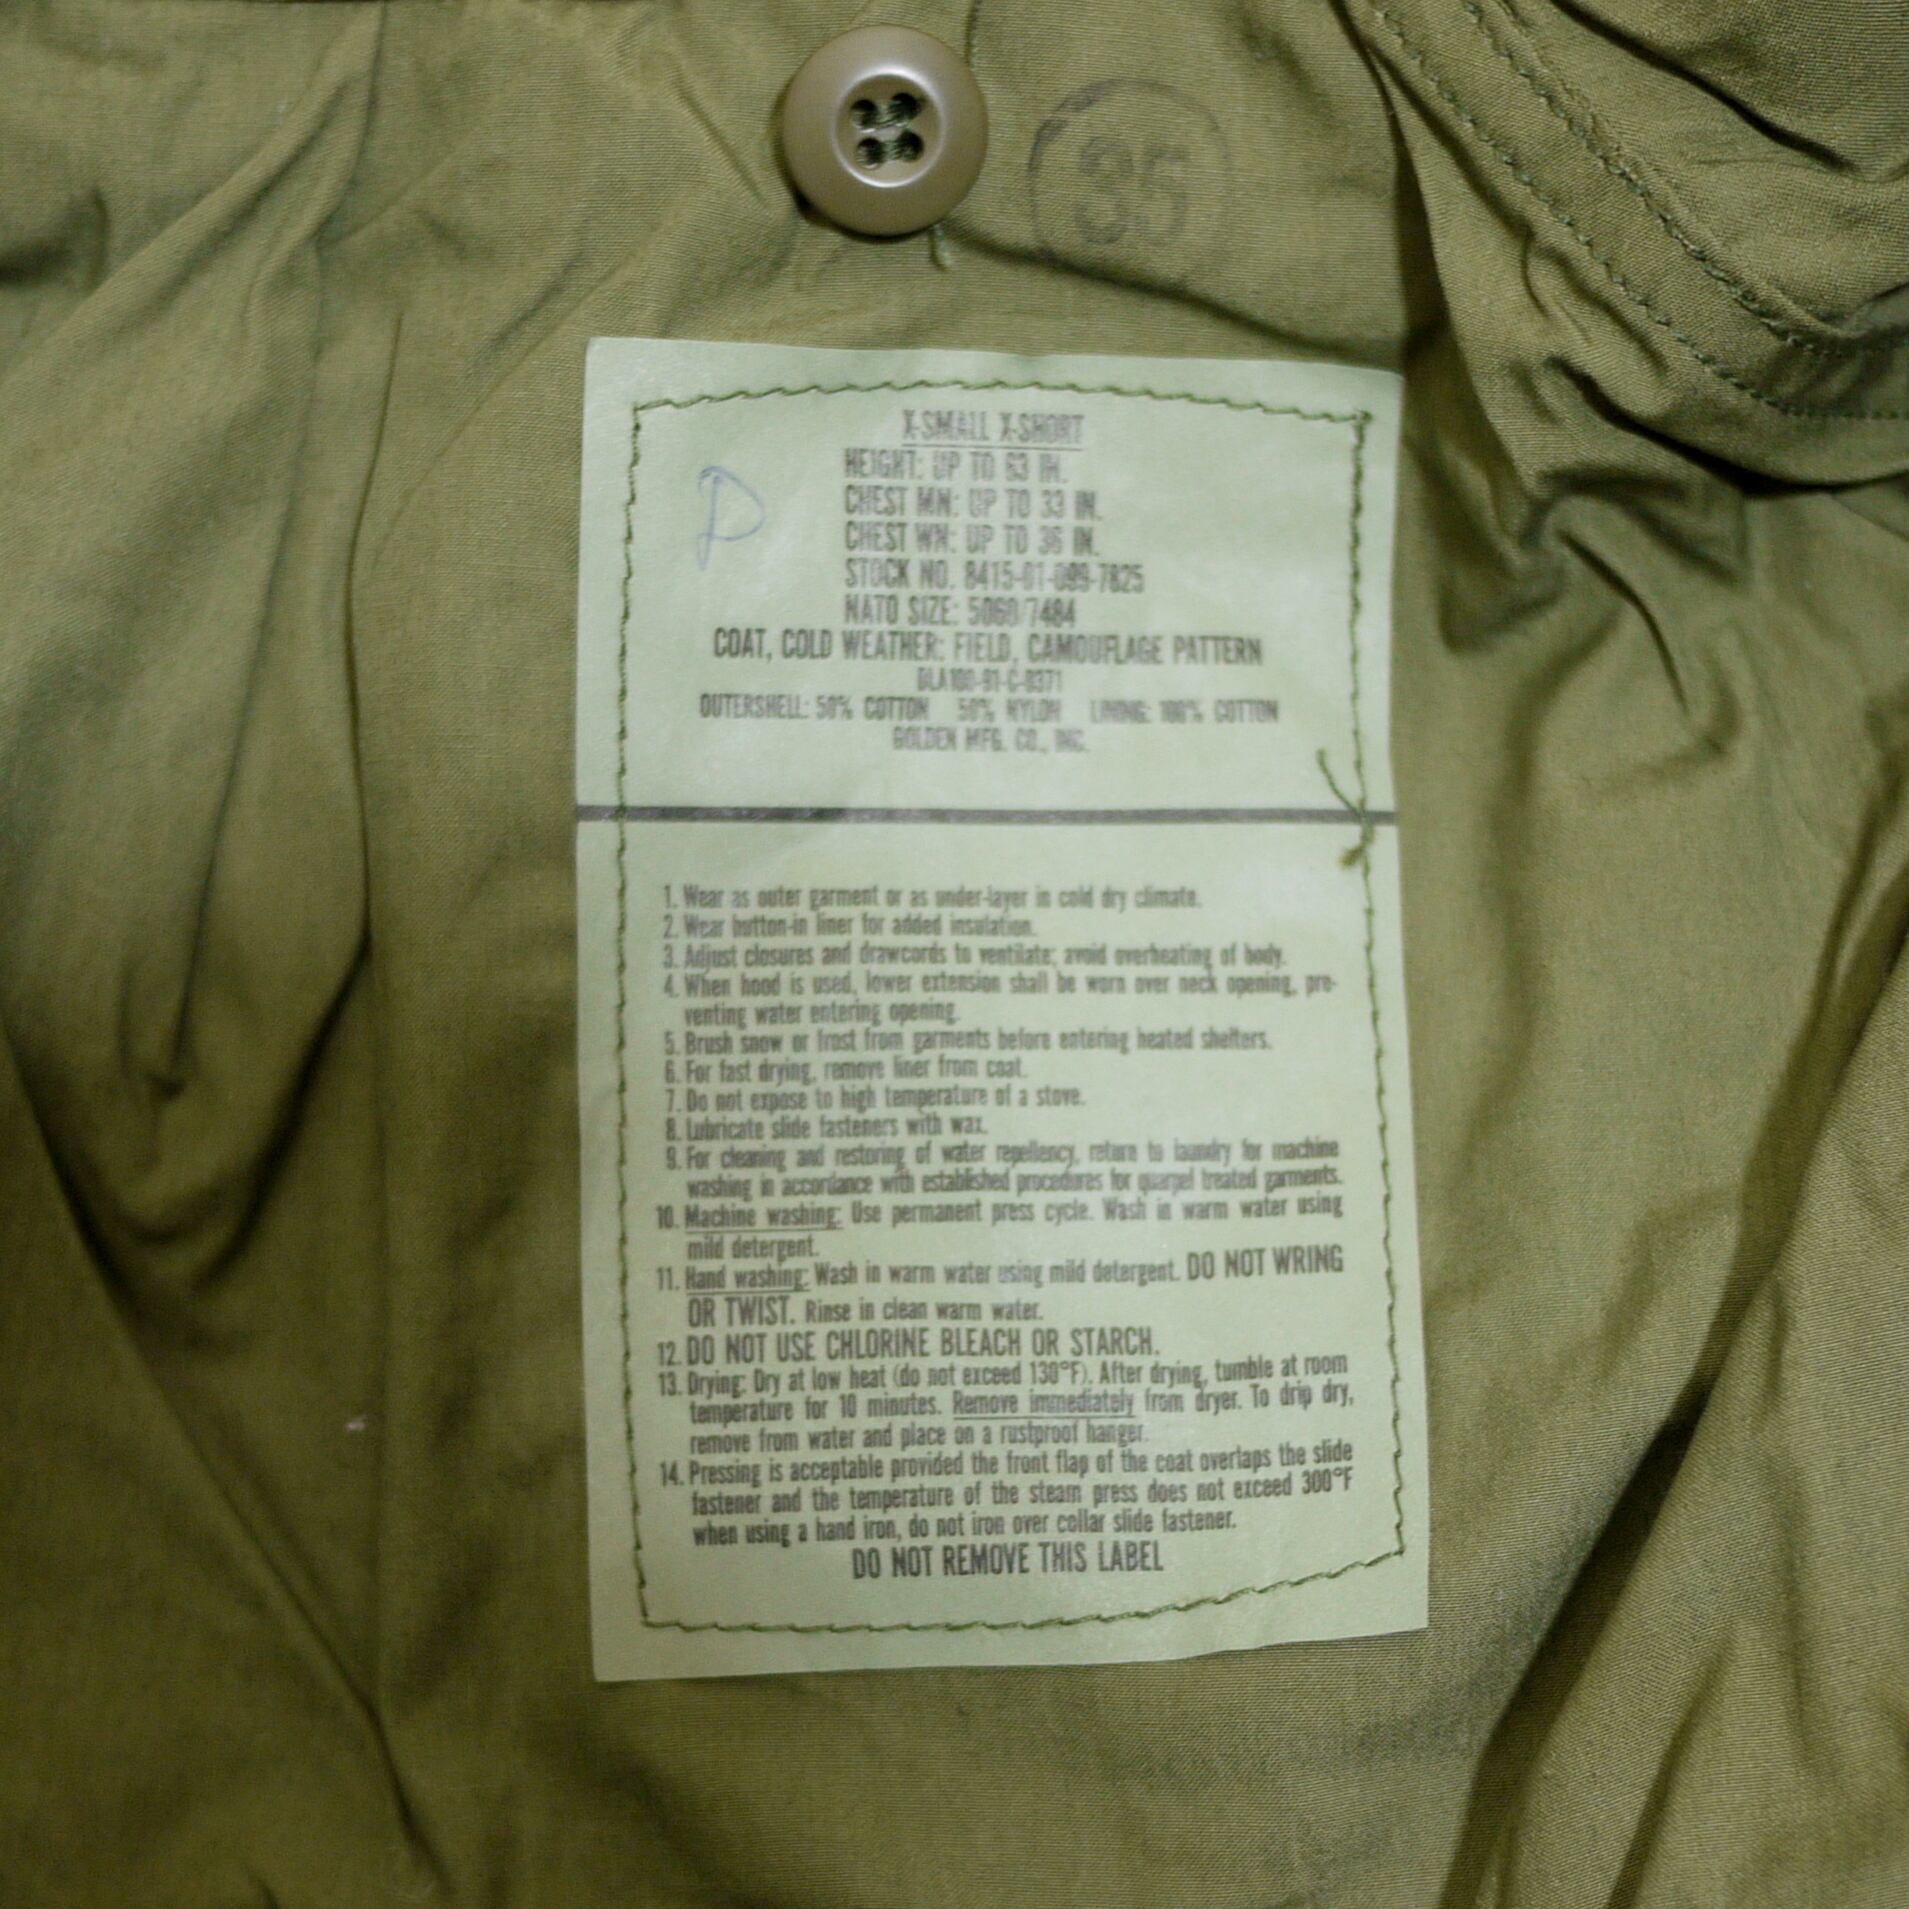 35
X-SMALL X-SHORT
HEIGHT: UP TO 63 IN.
P
CHEST MN: UP TO 33 IN.
CHEST WN: UP TO 36 IN.
STOCK NO. 8415-01-099-7825
NATO SIZE: 5060/7484
COAT, COLD WEATHER: FIELD, CAMOUFLAGE PATTERN
DLA100-91-C-0371
OUTERSHELL: 50% COTTON 50% NYLON LINING: 100% COTTON
GOLDEN MFG. CO., INC.
1. Wear as outer garment or as under-layer in cold dry climate.
2. Wear button-in liner for added insulation.
3. Adjust closures and drawcords to ventilate; avoid overheating of body.
4. When hood is used, lower extension shall be worn over neck opening, pre-
venting water entering opening.
5. Brush snow or frost from garments before entering heated shelters.
6. For fast drying, remove liner from coat.
7. Do not expose to high temperature of a stove.
8. Lubricate slide fasteners with wax.
9. For cleaning and restoring of water repellency, return to laundry for machine
washing in accordance with established procedures for quarpel treated garments.
10. Machine washing: Use permanent press cycle. Wash in warm water using
mild detergent.
11. Hand washing: Wash in warm water using mild detergent. DO NOT WRING
OR TWIST. Rinse in clean warm water.
12. DO NOT USE CHLORINE BLEACH OR STARCH.
13. Drying: Dry at low heat (do not exceed 130°F). After drying, tumble at room
temperature for 10 minutes. Remove immediately from dryer. To drip dry,
remove from water and place on a rustproof hanger.
14. Pressing is acceptable provided the front flap of the coat overlaps the slide
fastener and the temperature of the steam press does not exceed 300°F
when using a hand iron, do not iron over collar slide fastener.
DO NOT REMOVE THIS LABEL